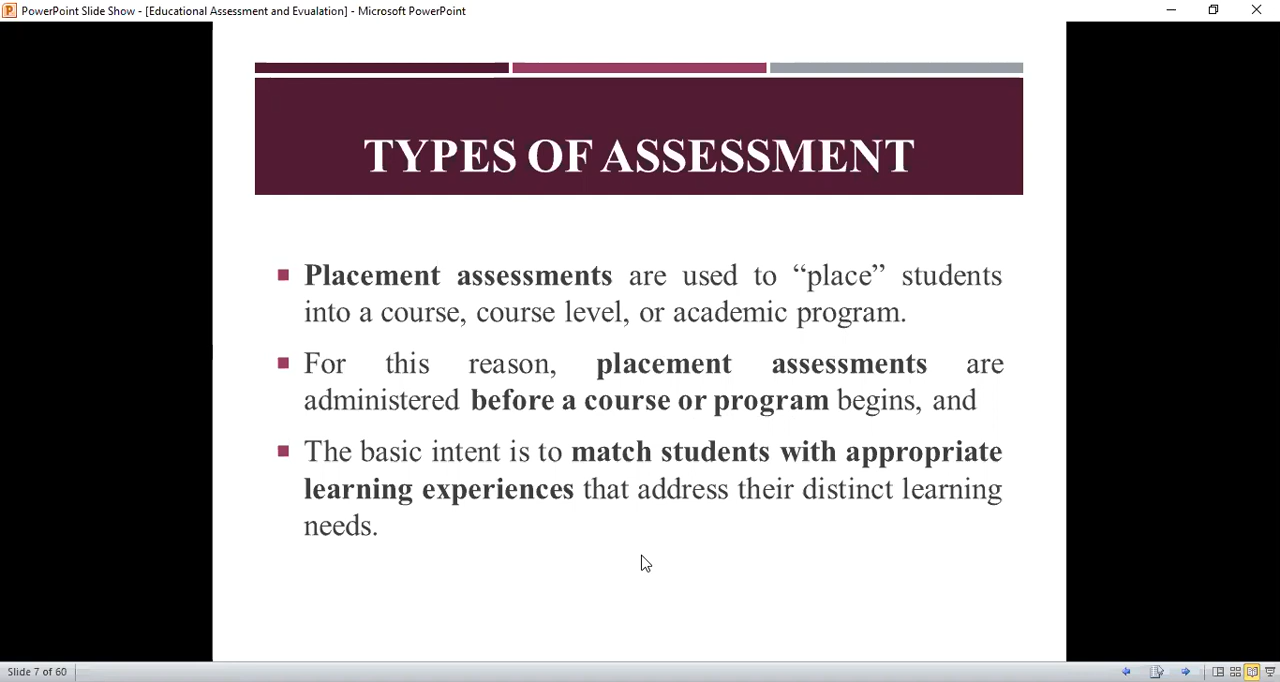 PowerPoint Slide Show - [Educational Assessment and Evualation] - Microsoft PowerPoint
TYPES OF ASSESSMENT
Placement assessments are used to “place” students
into a course, course level, or academic program.
For this reason, placement assessments are
administered before a course or program begins, and
The basic intent is to match students with appropriate
learning experiences that address their distinct learning
needs.
Slide 7 of 60